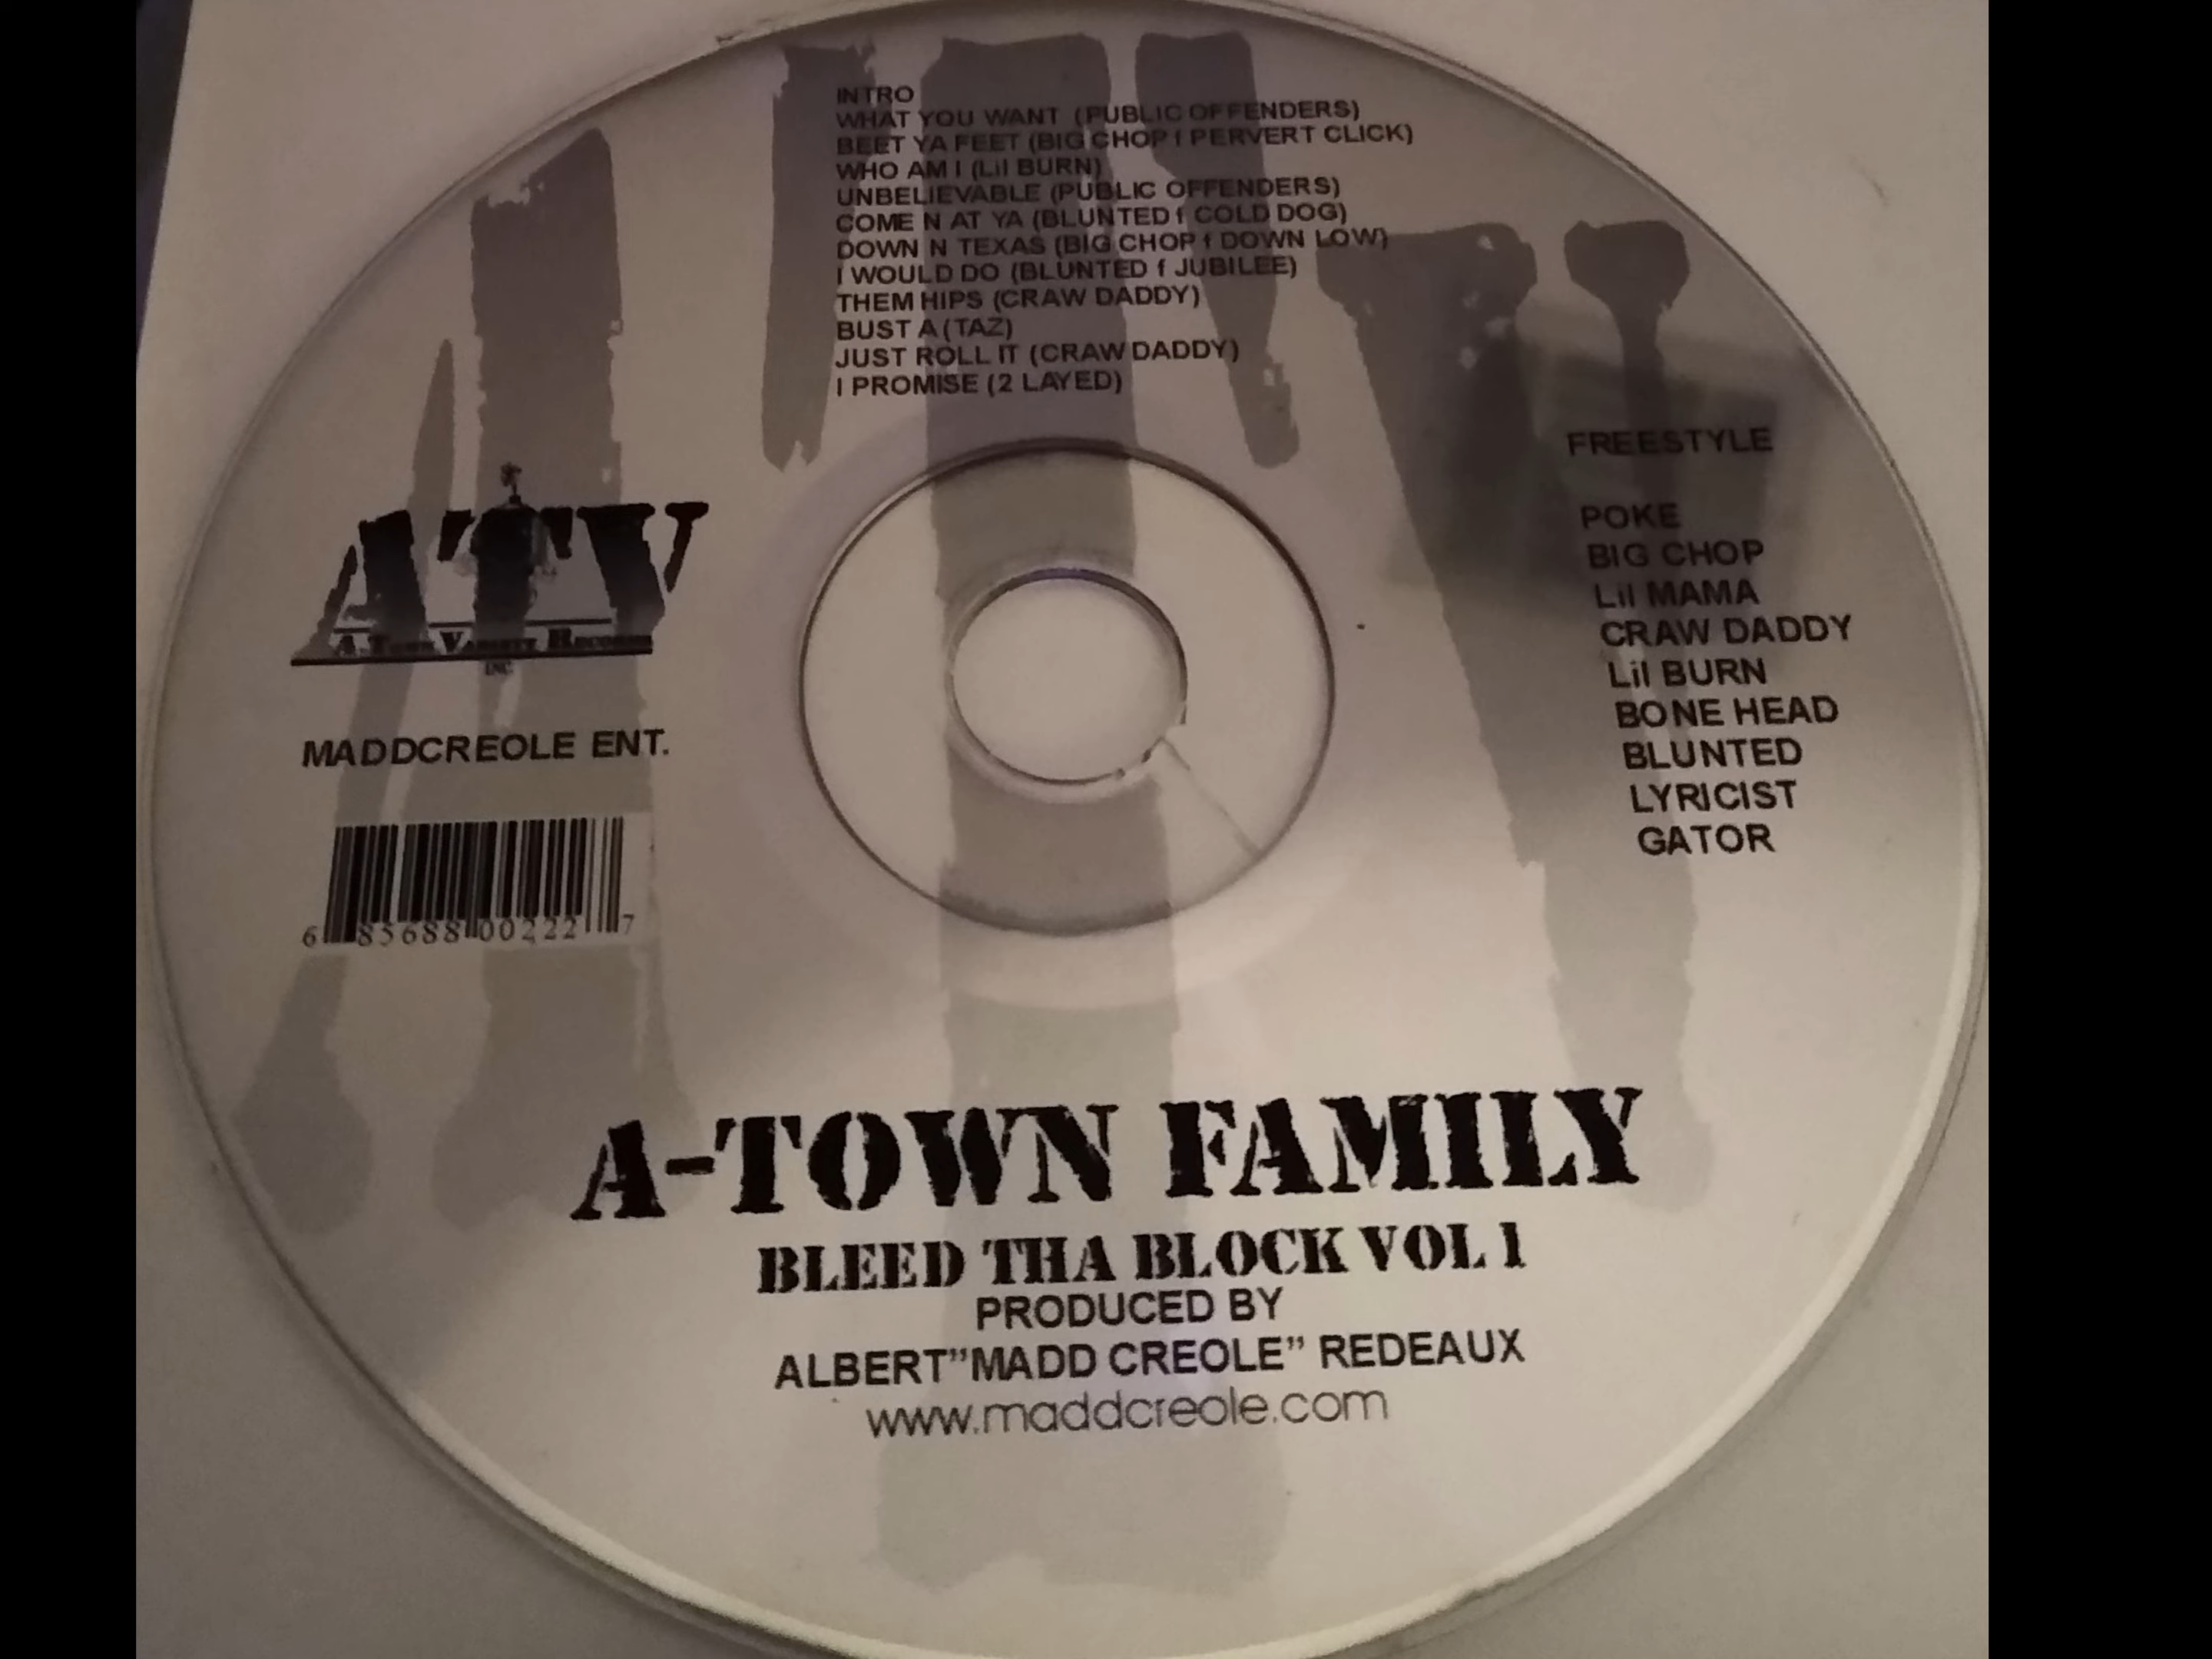 INTRO
WHAT YOU WANT (PUBLIC OFFENDERS)
BEET YA FEET (BIG CHOP f PERVERT CLICK)
WHO AM I (Lil BURN)
UNBELIEVABLE (PUBLIC OFFENDERS)
COME N AT YA (BLUNTED f COLD DOG)
DOWN N TEXAS (BIG CHOP f DOWN LOW)
I WOULD DO (BLUNTED f JUBILEE)
THEM HIPS (CRAW DADDY)
BUST A (TAZ)
JUST ROLL IT (CRAW DADDY)
I PROMISE (2 LAYED)
FREESTYLE
POKE
BIG CHOP
Lil MAMA
CRAW DADDY
Lil BURN
BONE HEAD
BLUNTED
LYRICIST
GATOR
ATV
A-Town Variety Records
INC
MADDCREOLE ENT.
6 85688 00222 7
A-TOWN FAMILY
BLEED THA BLOCK VOL 1
PRODUCED BY
ALBERT”MADD CREOLE” REDEAUX
www.maddcreole.com